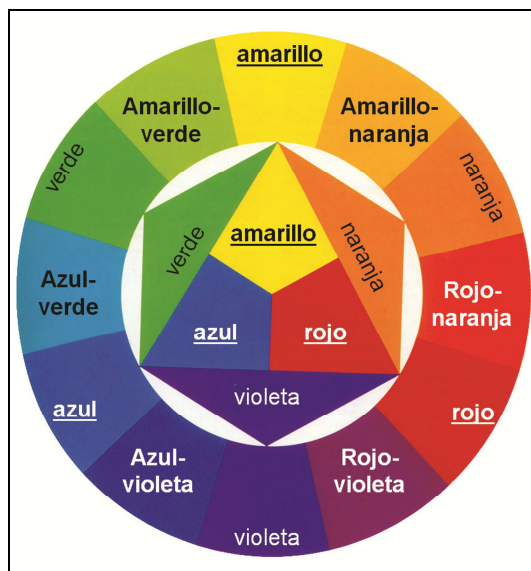 amarillo
Amarillo-
verde
Amarillo-
naranja
verde
naranja
verde
amarillo
naranja
Azul-
verde
Rojo-
naranja
azul
rojo
azul
violeta
rojo
Azul-
violeta
Rojo-
violeta
violeta